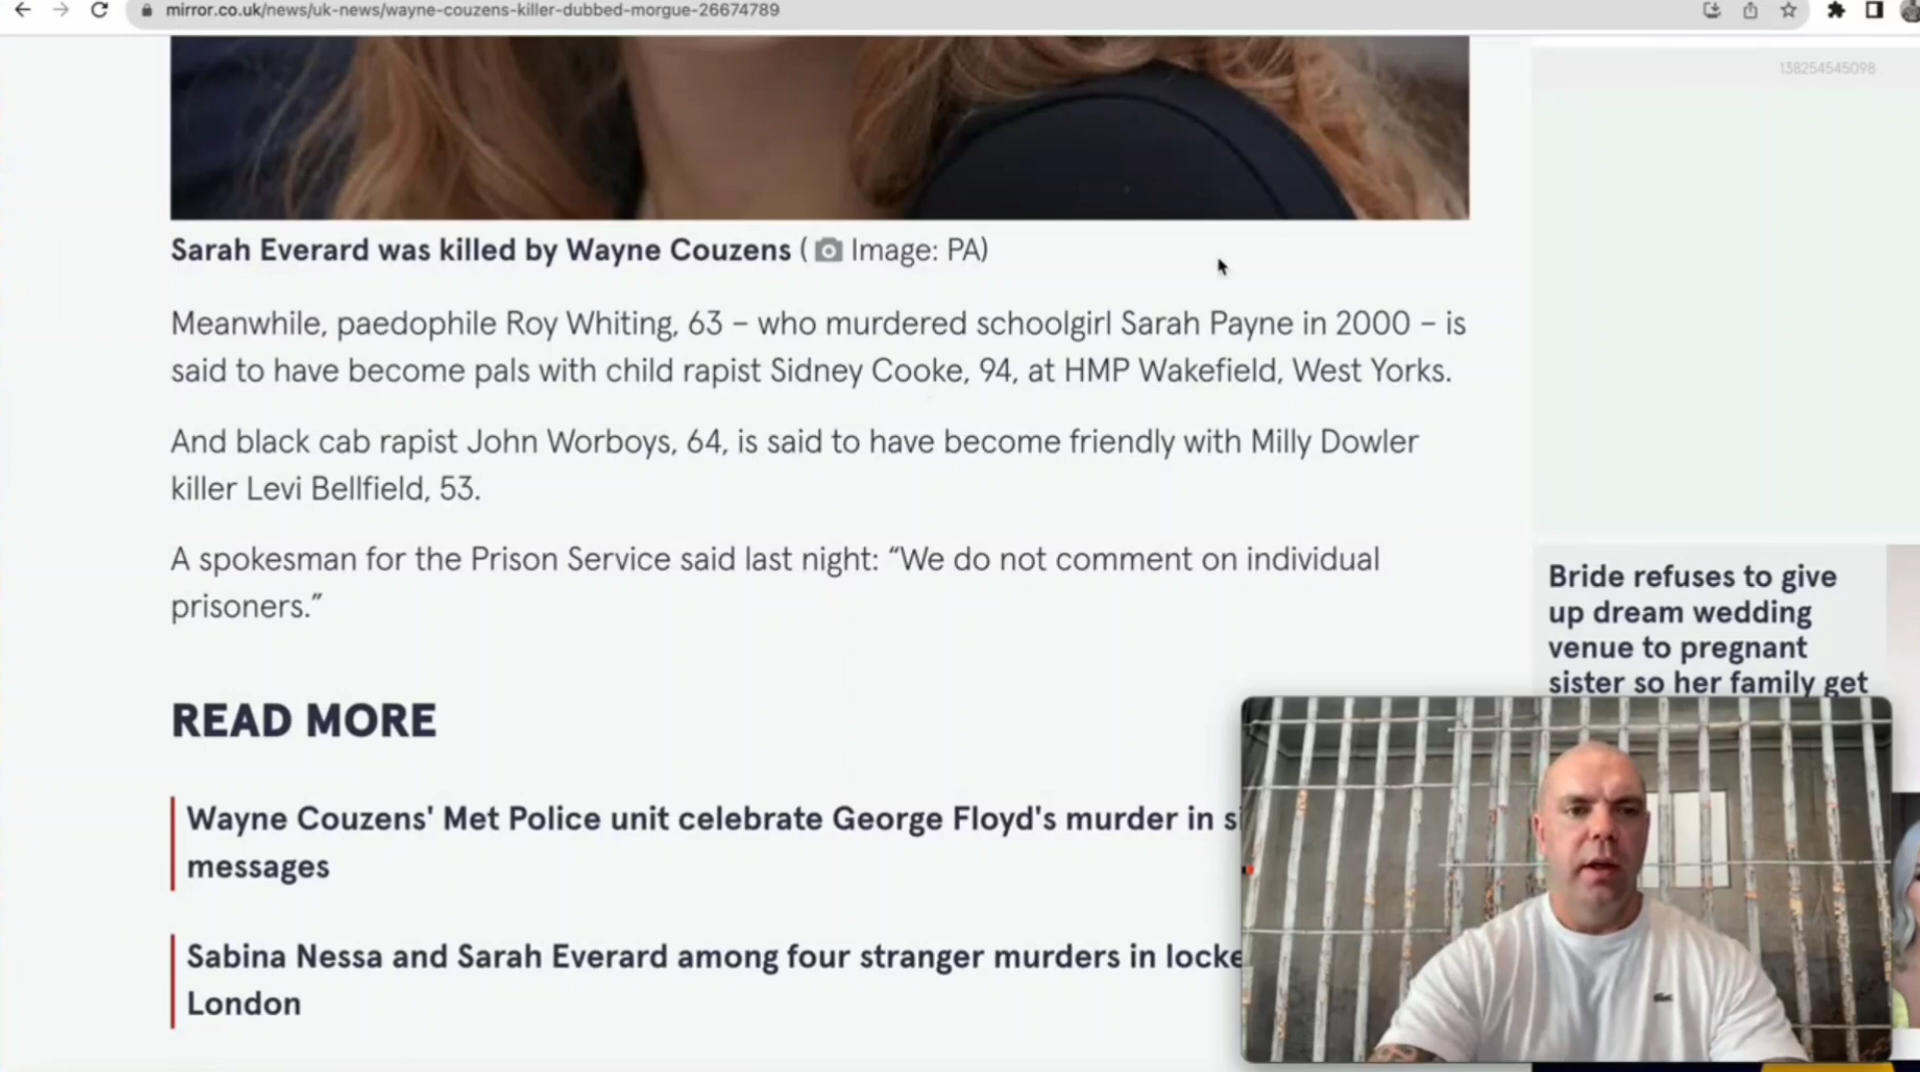 mirror.co.uk/news/uk-news/wayne-couzens-killer-dubbed-morgue-26674789
138254545098
Sarah Everard was killed by Wayne Couzens ( Image: PA)
Meanwhile, paedophile Roy Whiting, 63 – who murdered schoolgirl Sarah Payne in 2000 – is
said to have become pals with child rapist Sidney Cooke, 94, at HMP Wakefield, West Yorks.
And black cab rapist John Worboys, 64, is said to have become friendly with Milly Dowler
killer Levi Bellfield, 53.
A spokesman for the Prison Service said last night: “We do not comment on individual
prisoners.”
Bride refuses to give
up dream wedding
venue to pregnant
sister so her family get
READ MORE
Wayne Couzens' Met Police unit celebrate George Floyd's murder in
messages
Sabina Nessa and Sarah Everard among four stranger murders in
London